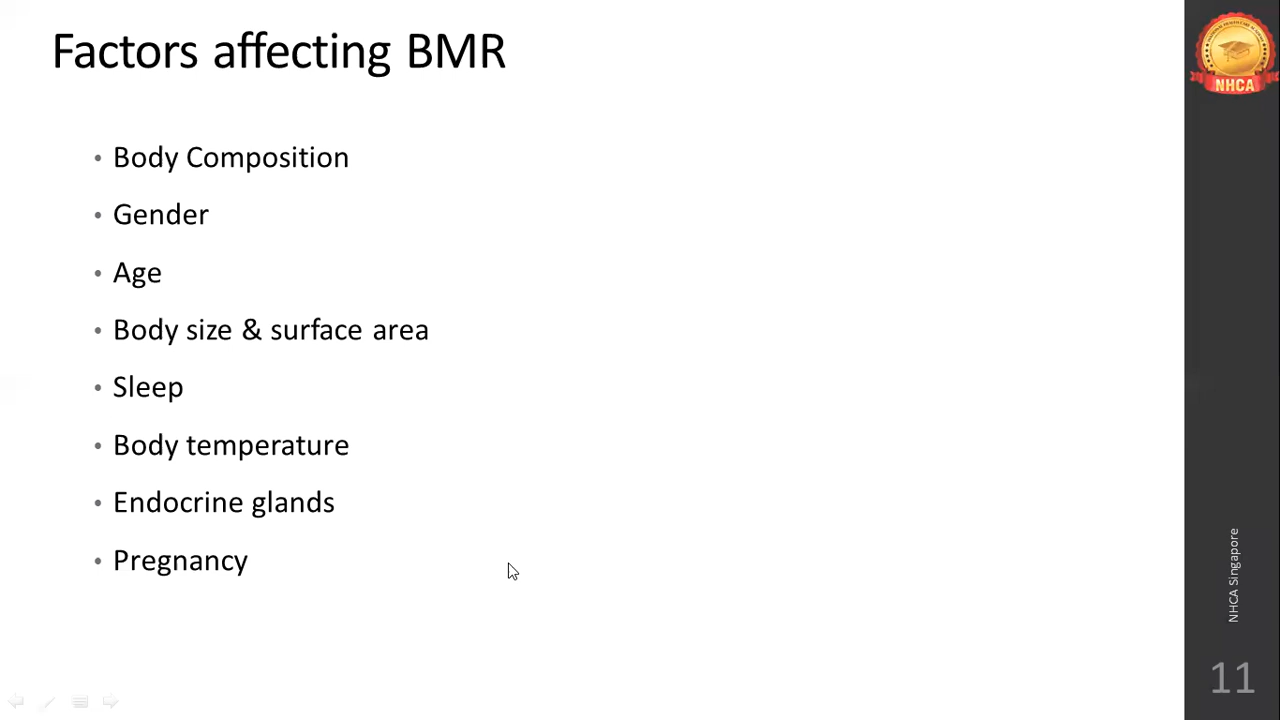 Factors affecting BMR
• Body Composition
• Gender
• Age
• Body size & surface area
• Sleep
• Body temperature
• Endocrine glands
• Pregnancy
NHCA
NHCA Singapore
11